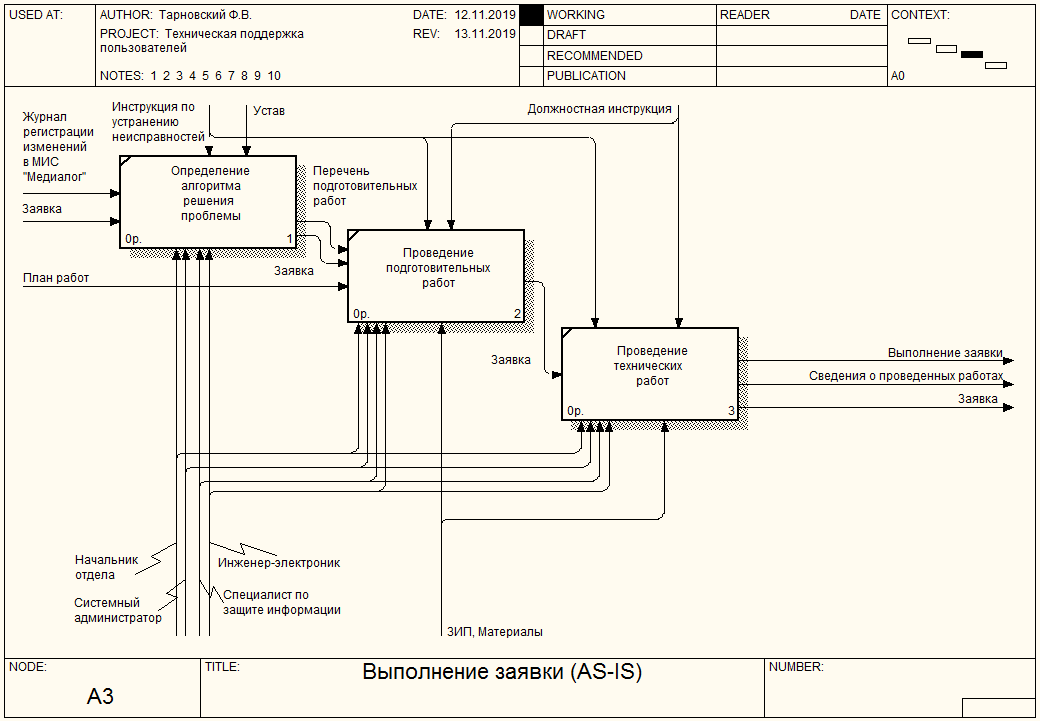 USED AT:
AUTHOR: Тарновский Ф.В.
DATE: 12.11.2019
PROJECT: Техническая поддержка
пользователей
REV: 13.11.2019
NOTES: 1 2 3 4 5 6 7 8 9 10
WORKING
DRAFT
RECOMMENDED
PUBLICATION
READER
DATE
CONTEXT:
A0
Журнал
регистрации
изменений
в МИС
"Медиалог"
Инструкция по
устранению
неисправностей
Устав
Должностная инструкция
Заявка
Определение
алгоритма
решения
проблемы
0р.
1
Перечень
подготовительных
работ
Заявка
План работ
Проведение
подготовительных
работ
0р.
2
Заявка
Проведение
технических
работ
0р.
3
Выполнение заявки
Сведения о проведенных работах
Заявка
Начальник
отдела
Инженер-электроник
Системный
администратор
Специалист по
защите информации
ЗИП, Материалы
NODE:
A3
TITLE:
Выполнение заявки (AS-IS)
NUMBER: